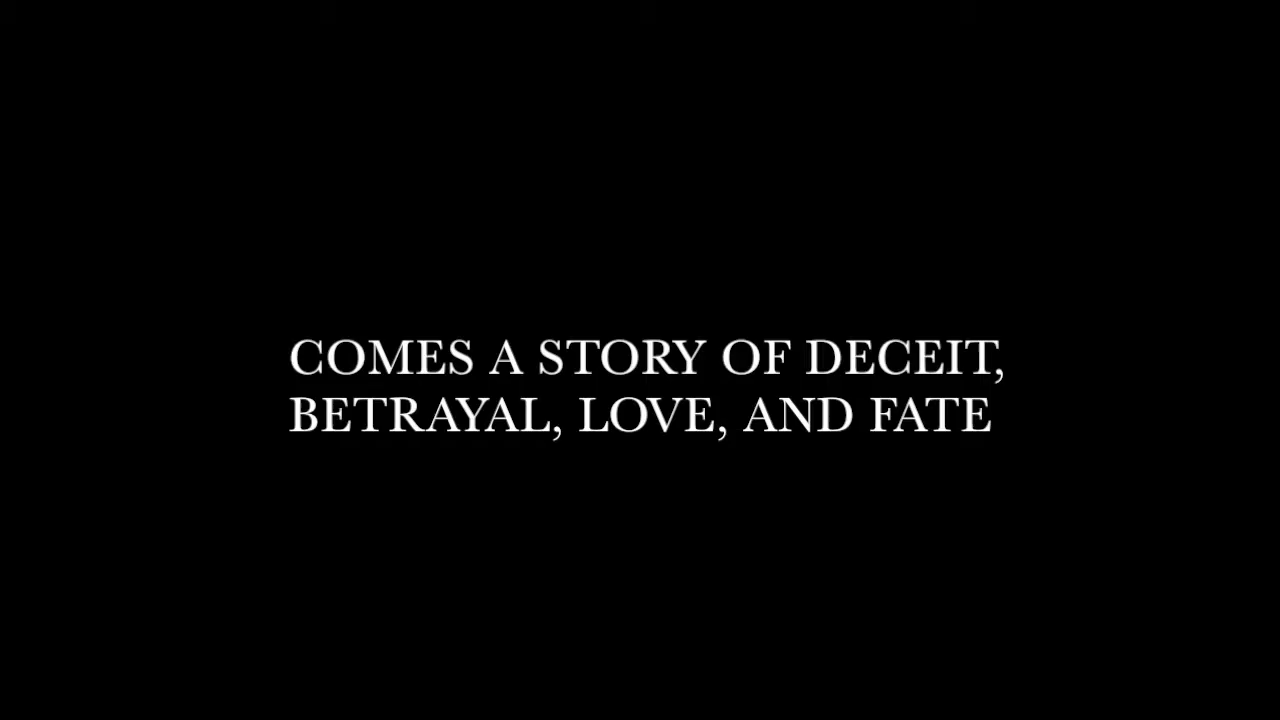 COMES A STORY OF DECEIT,
BETRAYAL, LOVE, AND FATE